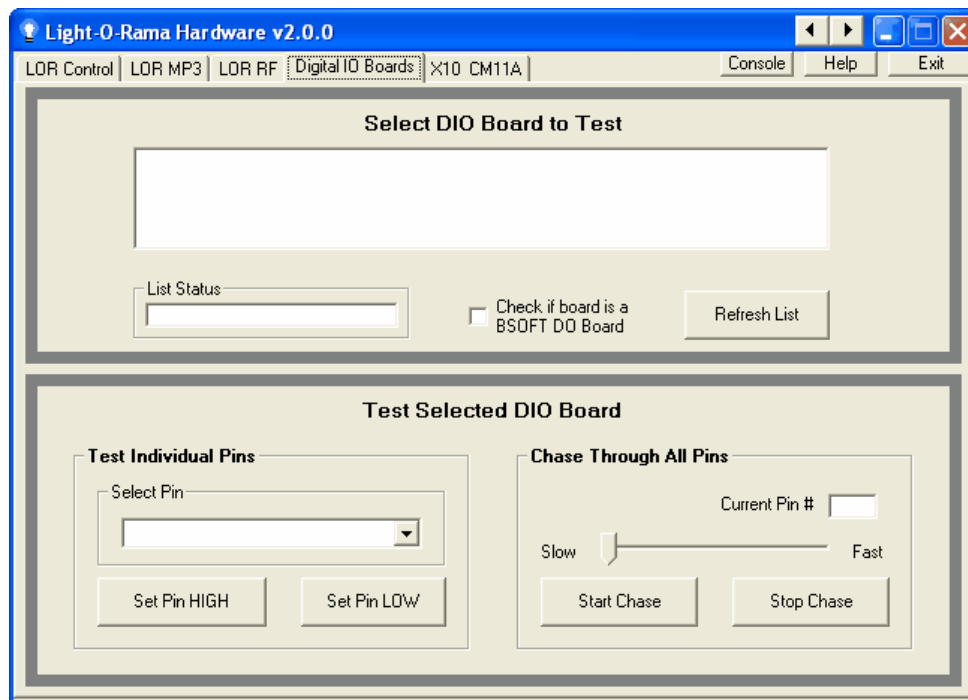 Light-O-Rama Hardware v2.0.0
LOR Control LOR MP3 LOR RF Digital IO Boards X10 CM11A Console Help Exit
Select DIO Board to Test
List Status
Check if board is a
BSOFT DO Board
Refresh List
Test Selected DIO Board
Test Individual Pins
Select Pin
Set Pin HIGH Set Pin LOW
Chase Through All Pins
Current Pin #
Slow Fast
Start Chase Stop Chase